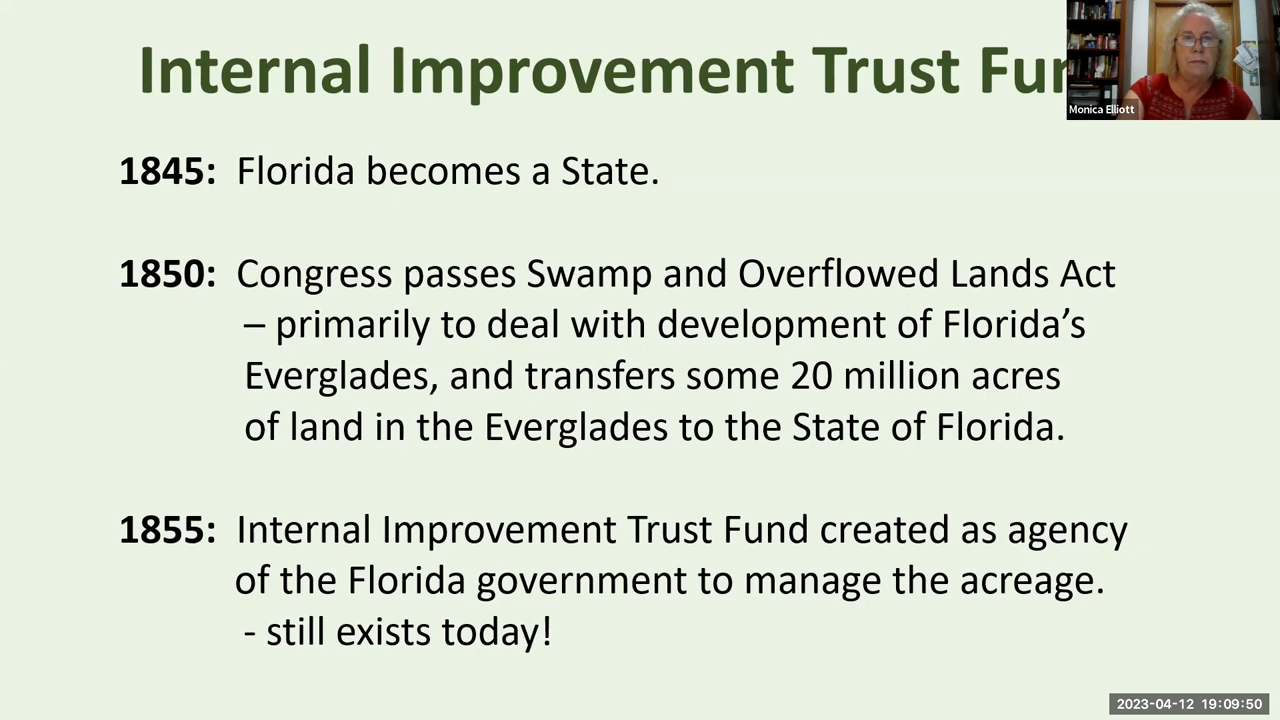 Internal Improvement Trust
Monica Elliott
1845: Florida becomes a State.
1850: Congress passes Swamp and Overflowed Lands Act
– primarily to deal with development of Florida’s
Everglades, and transfers some 20 million acres
of land in the Everglades to the State of Florida.
1855: Internal Improvement Trust Fund created as agency
of the Florida government to manage the acreage.
- still exists today!
2023-04-12 19:09:50